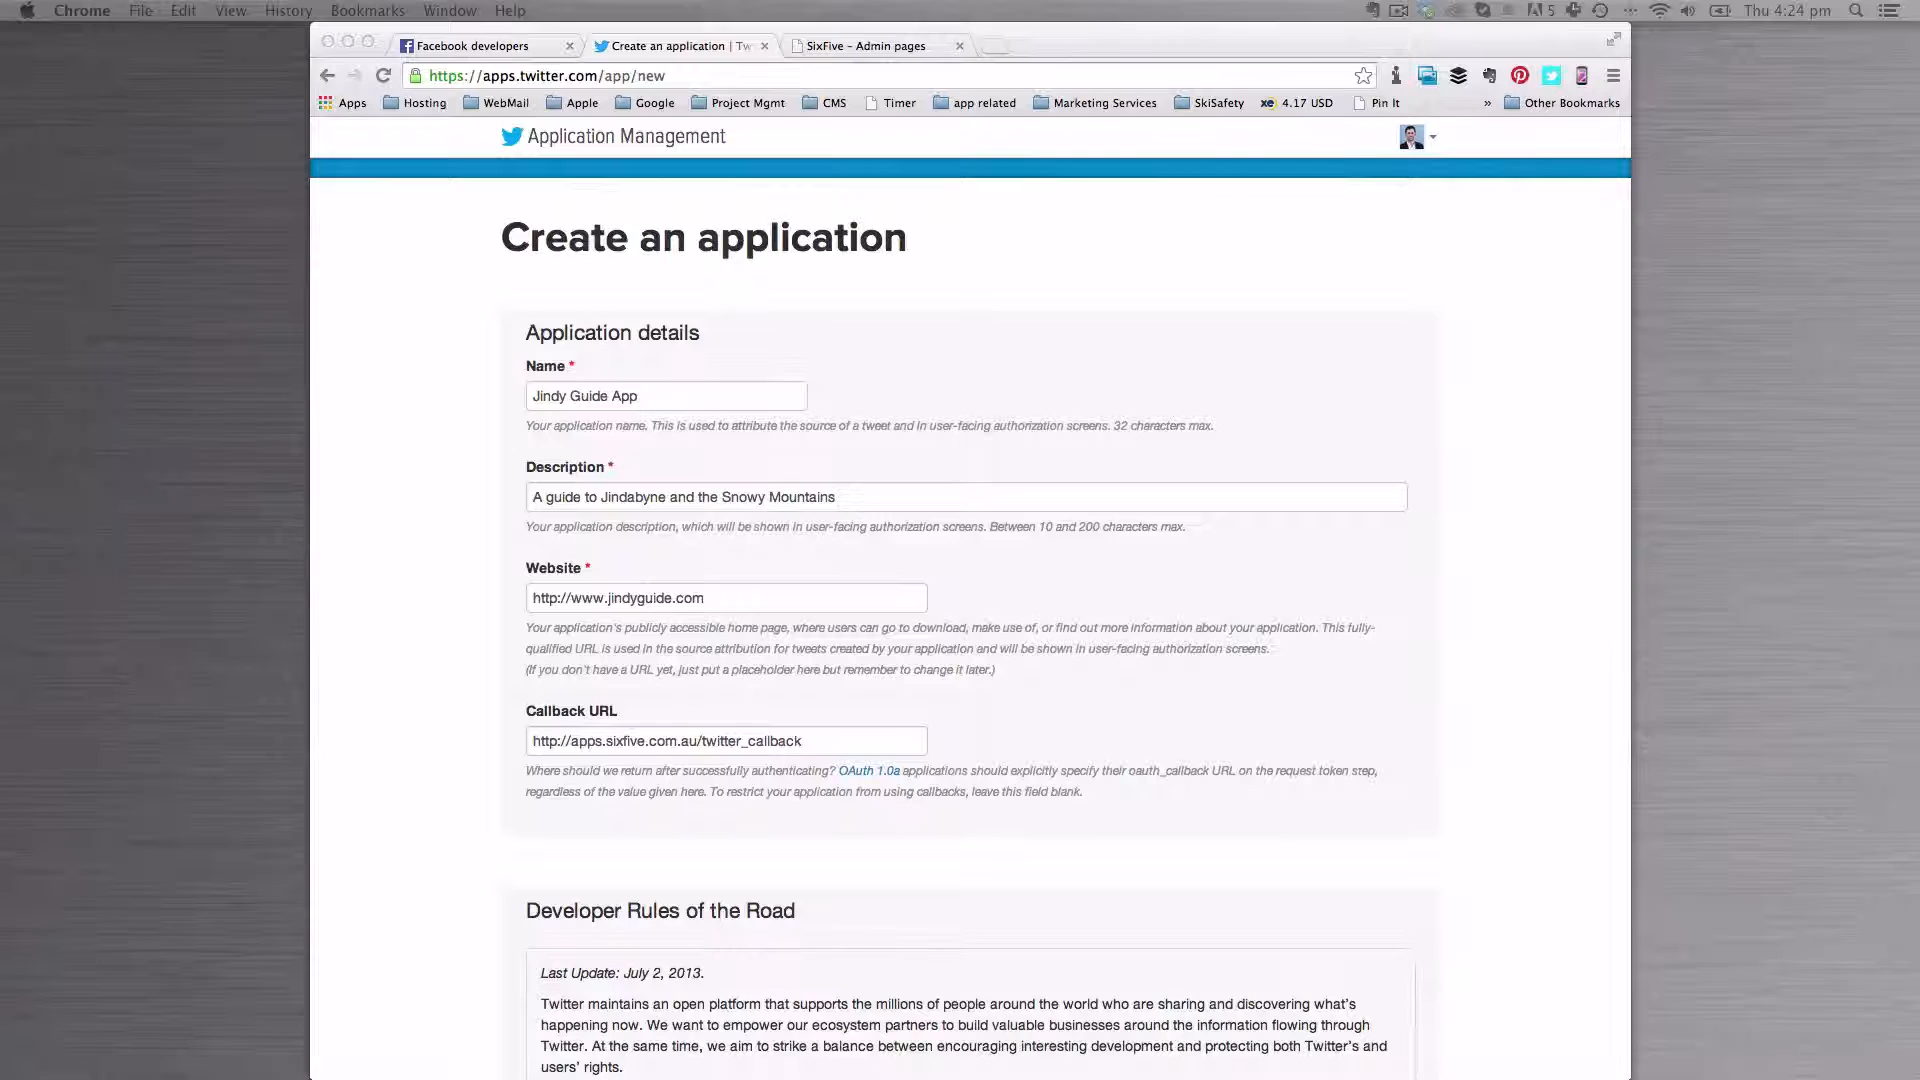 Chrome File Edit View History Bookmarks Window Help 5 Thu 4:24 pm
Facebook developers Create an application | Tw SixFive - Admin pages
https://apps.twitter.com/app/new
Apps Hosting WebMail Apple Google Project Mgmt CMS Timer app related Marketing Services SkiSafety xe 4.17 USD Pin It » Other Bookmarks
Application Management
Create an application
Application details
Name *
Jindy Guide App
Your application name. This is used to attribute the source of a tweet and in user-facing authorization screens. 32 characters max.
Description *
A guide to Jindabyne and the Snowy Mountains
Your application description, which will be shown in user-facing authorization screens. Between 10 and 200 characters max.
Website *
http://www.jindyguide.com
Your application's publicly accessible home page, where users can go to download, make use of, or find out more information about your application. This fully-
qualified URL is used in the source attribution for tweets created by your application and will be shown in user-facing authorization screens.
(If you don't have a URL yet, just put a placeholder here but remember to change it later.)
Callback URL
http://apps.sixfive.com.au/twitter_callback
Where should we return after successfully authenticating? OAuth 1.0a applications should explicitly specify their oauth_callback URL on the request token step,
regardless of the value given here. To restrict your application from using callbacks, leave this field blank.
Developer Rules of the Road
Last Update: July 2, 2013.
Twitter maintains an open platform that supports the millions of people around the world who are sharing and discovering what's
happening now. We want to empower our ecosystem partners to build valuable businesses around the information flowing through
Twitter. At the same time, we aim to strike a balance between encouraging interesting development and protecting both Twitter's and
users' rights.